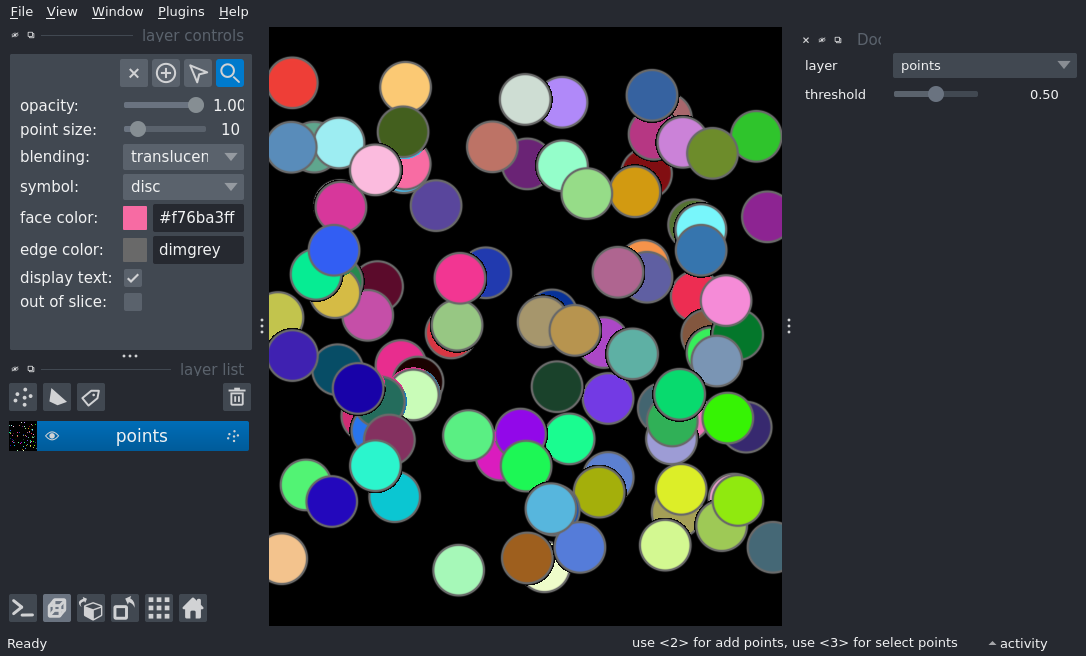 File View Window Plugins Help
layer controls
opacity: 1.00
point size: 10
blending: translucen
symbol: disc
face color: #f76ba3ff
edge color: dimgrey
display text:
out of slice:
layer list
points
Doc
layer points
threshold 0.50
Ready
use <2> for add points, use <3> for select points
activity